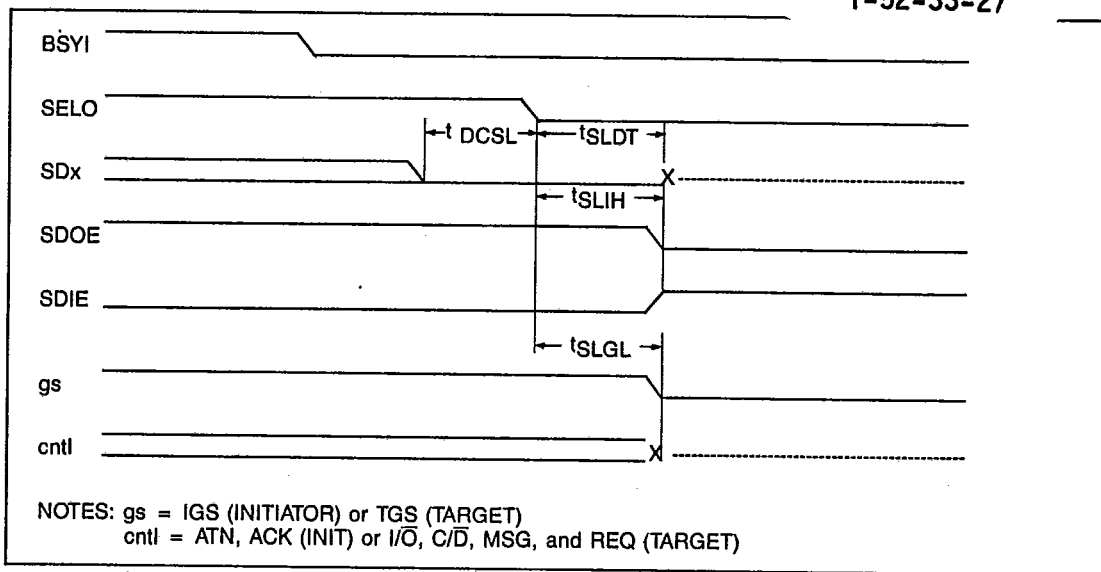 BSYI
SELO
t DCSL
tSLDT
SDx
X
tSLIH
SDOE
SDIE
tSLGL
gs
cntl
X
NOTES: gs = IGS (INITIATOR) or TGS (TARGET)
cntl = ATN, ACK (INIT) or I/O̅, C/D̅, MSG, and REQ (TARGET)